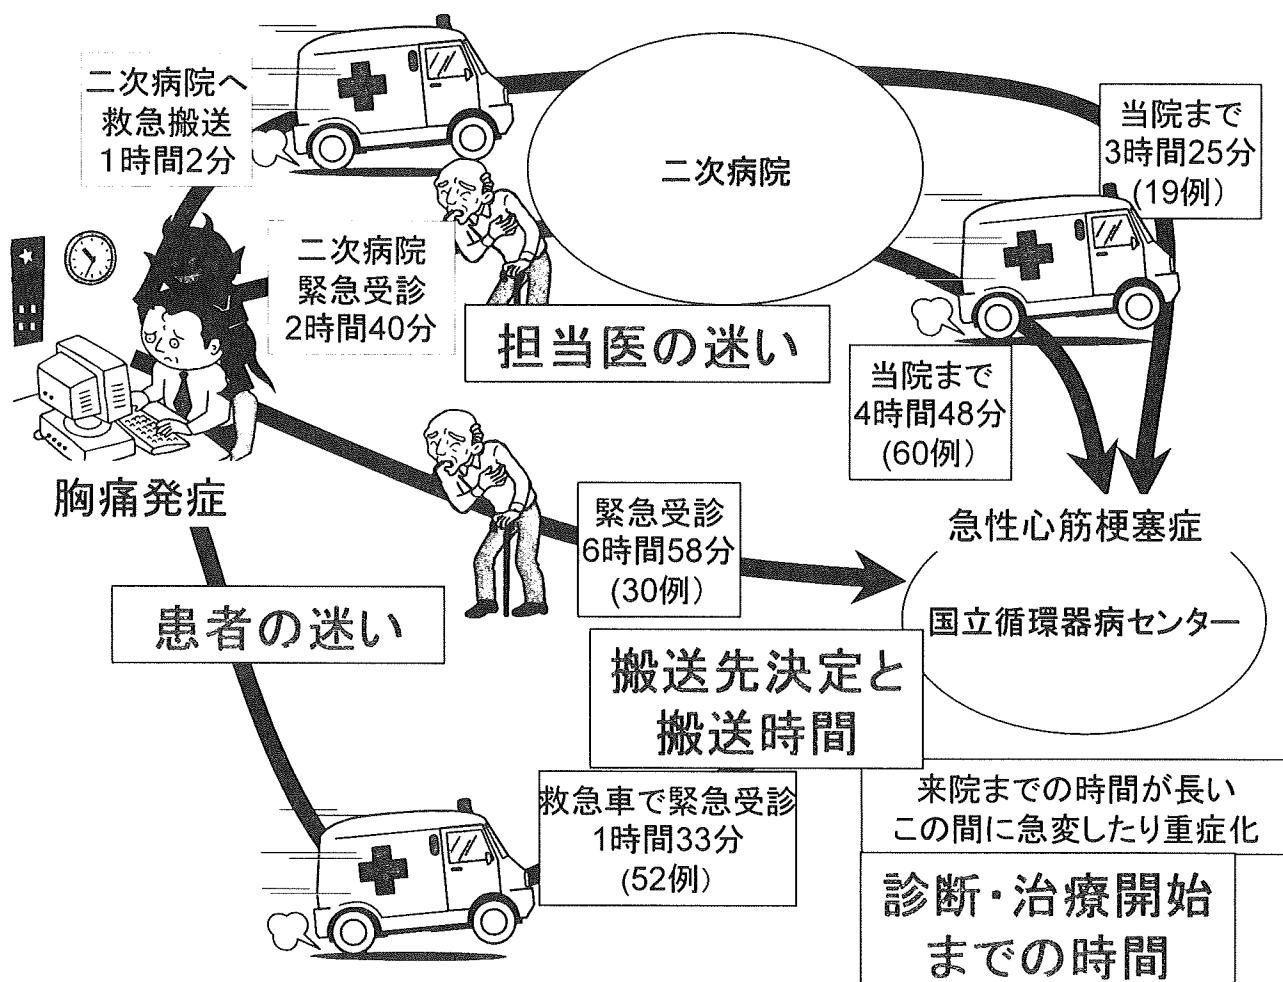 二次病院へ
救急搬送
1時間2分
二次病院
当院まで
3時間25分
(19例)
二次病院
緊急受診
2時間40分
担当医の迷い
当院まで
4時間48分
(60例)
胸痛発症
緊急受診
6時間58分
(30例)
急性心筋梗塞症
国立循環器病センター
患者の迷い
搬送先決定と
搬送時間
救急車で緊急受診
1時間33分
(52例)
来院までの時間が長い
この間に急変したり重症化
診断・治療開始
までの時間